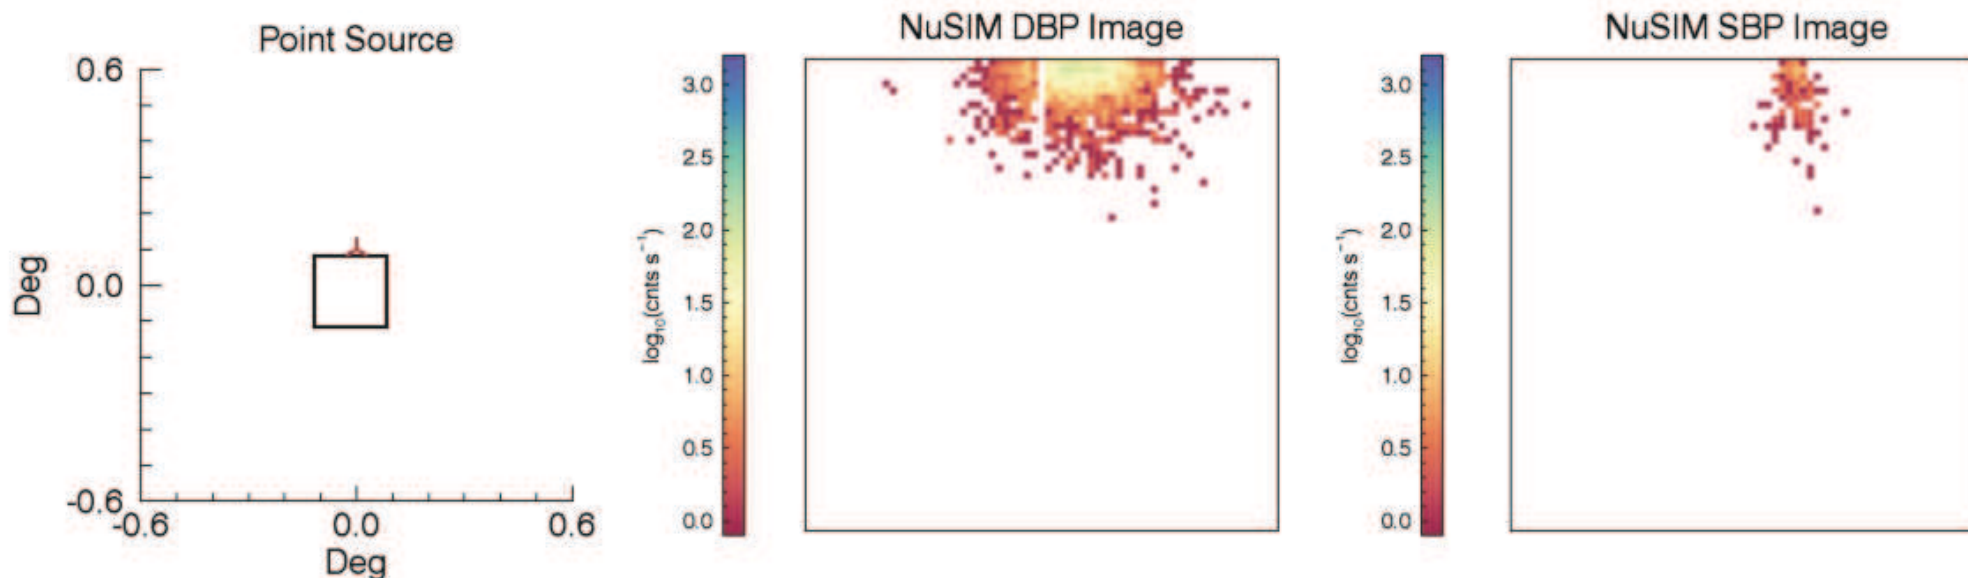 Point Source
0.6
0.0
-0.6
-0.6
0.0
0.6
Deg
Deg
NuSIM DBP Image
3.0
2.5
2.0
1.5
1.0
0.5
0.0
log₁₀(cnts s⁻¹)
NuSIM SBP Image
3.0
2.5
2.0
1.5
1.0
0.5
0.0
log₁₀(cnts s⁻¹)